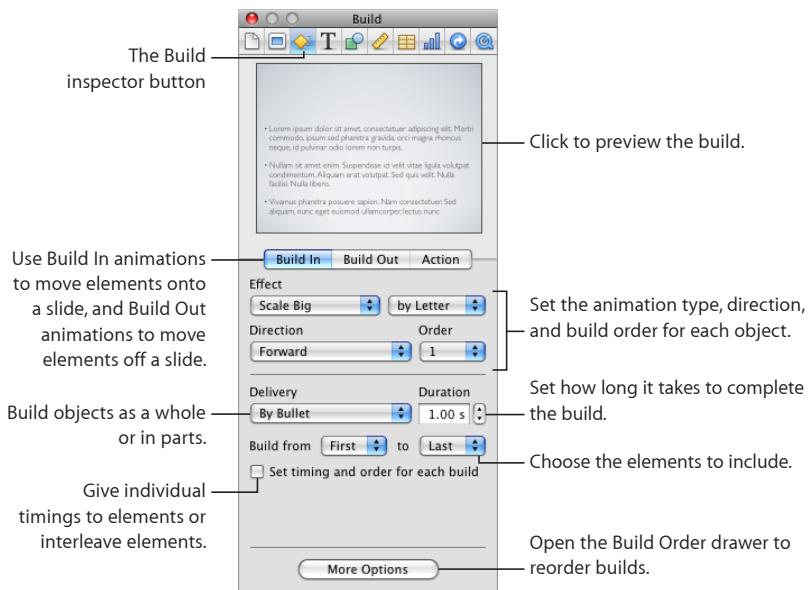 Build
T
The Build
inspector button
• Lorem ipsum dolor sit amet, consectetuer adipiscing elit. Morbi
commodo, ipsum sed pharetra gravida, orci magna rhoncus
neque, id pulvinar odio lorem non turpis.
• Nullam sit amet enim. Suspendisse id velit vitae ligula volutpat
condimentum. Aliquam erat volutpat. Sed quis velit. Nulla
facilisi. Nulla libero.
• Vivamus pharetra posuere sapien. Nam consectetuer. Sed
aliquam, nunc eget euismod ullamcorper, lectus nunc
Click to preview the build.
Use Build In animations
to move elements onto
a slide, and Build Out
animations to move
elements off a slide.
Build In Build Out Action
Effect
Scale Big by Letter
Direction Order
Forward 1
Set the animation type, direction,
and build order for each object.
Delivery Duration
By Bullet 1.00 s
Set how long it takes to complete
the build.
Build objects as a whole
or in parts.
Build from First to Last
Choose the elements to include.
Set timing and order for each build
Give individual
timings to elements or
interleave elements.
More Options
Open the Build Order drawer to
reorder builds.